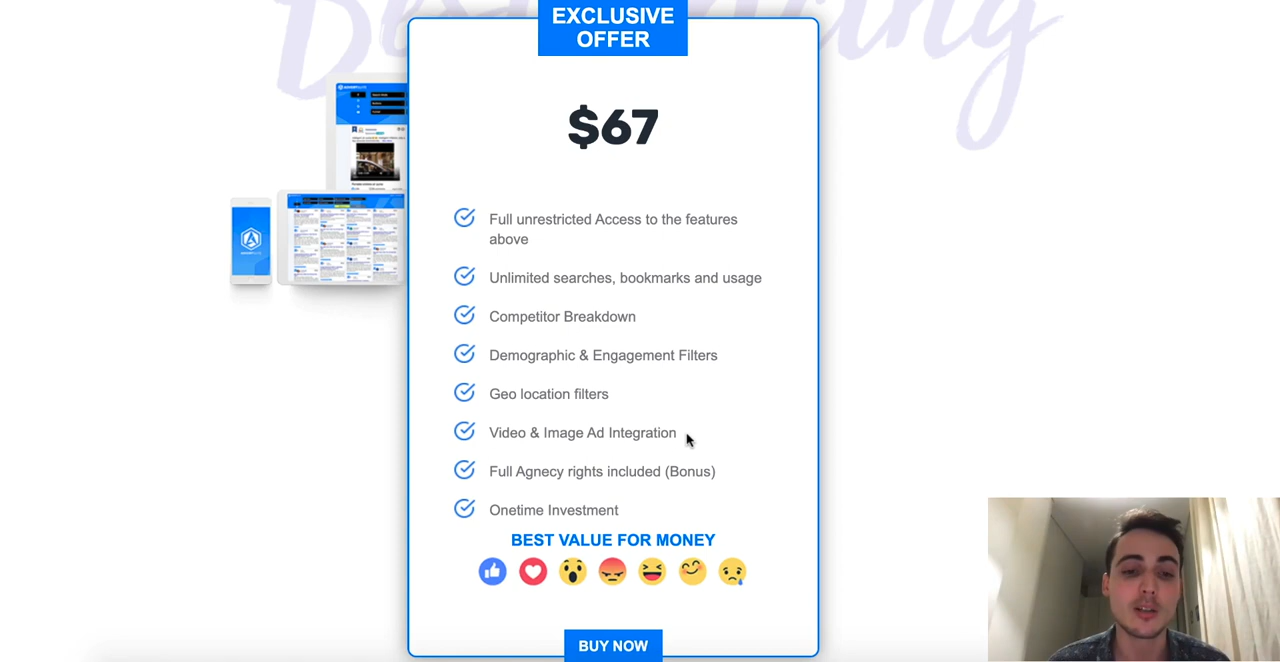 EXCLUSIVE
OFFER
$67
Full unrestricted Access to the features
above
Unlimited searches, bookmarks and usage
Competitor Breakdown
Demographic & Engagement Filters
Geo location filters
Video & Image Ad Integration
Full Agnecy rights included (Bonus)
Onetime Investment
BEST VALUE FOR MONEY
BUY NOW